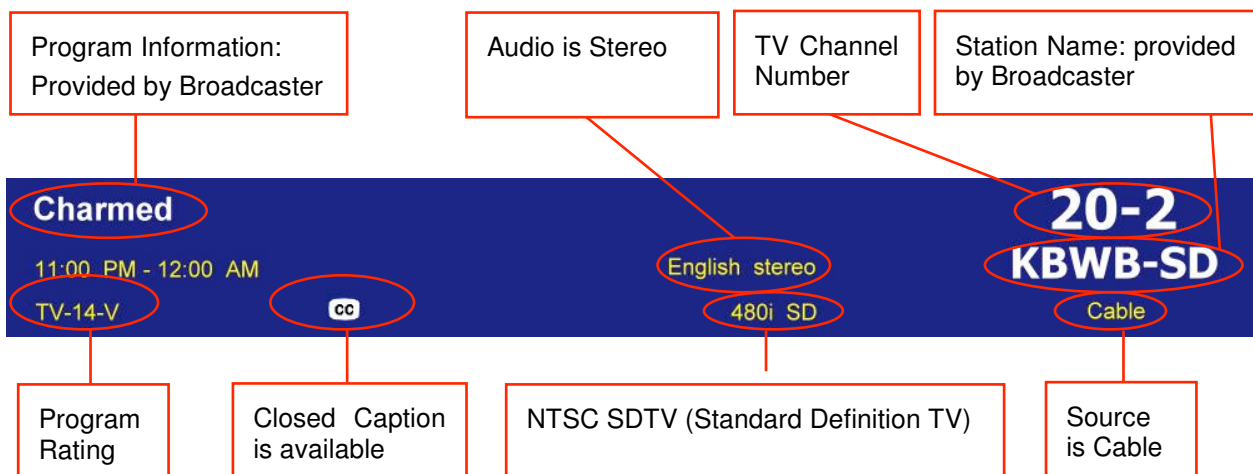 Program Information:
Provided by Broadcaster
Audio is Stereo
TV Channel
Number
Station Name: provided
by Broadcaster
Charmed
20-2
11:00 PM - 12:00 AM
English stereo
KBWB-SD
TV-14-V
CC
480i SD
Cable
Program
Rating
Closed Caption
is available
NTSC SDTV (Standard Definition TV)
Source
is Cable